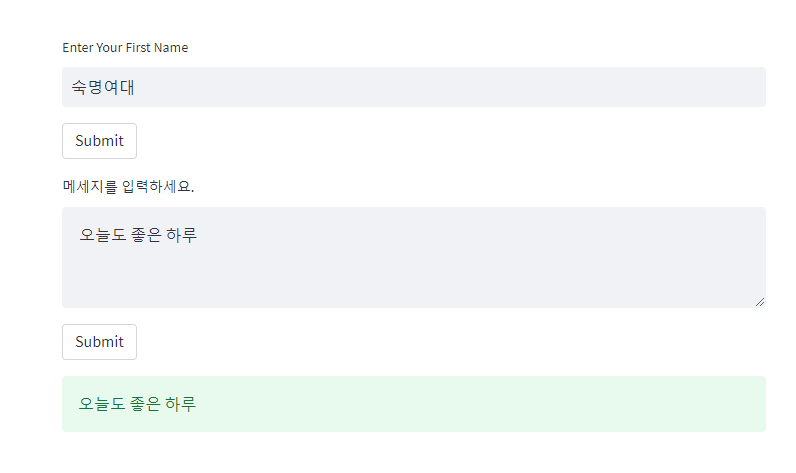 Enter Your First Name
숙명여대
Submit
메세지를 입력하세요.
오늘도 좋은 하루
Submit
오늘도 좋은 하루